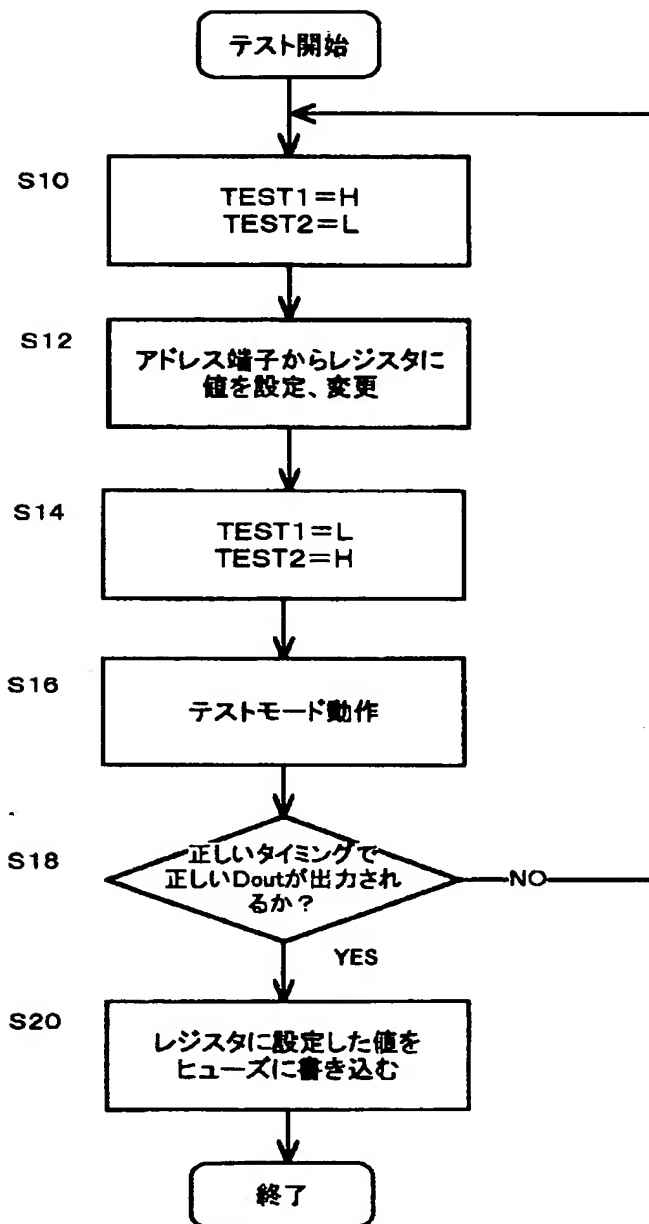 テスト開始
S10
TEST1=H
TEST2=L
S12
アドレス端子からレジスタに
値を設定、変更
S14
TEST1=L
TEST2=H
S16
テストモード動作
S18
正しいタイミングで
正しいDoutが出力され
るか?
NO
YES
S20
レジスタに設定した値を
ヒューズに書き込む
終了